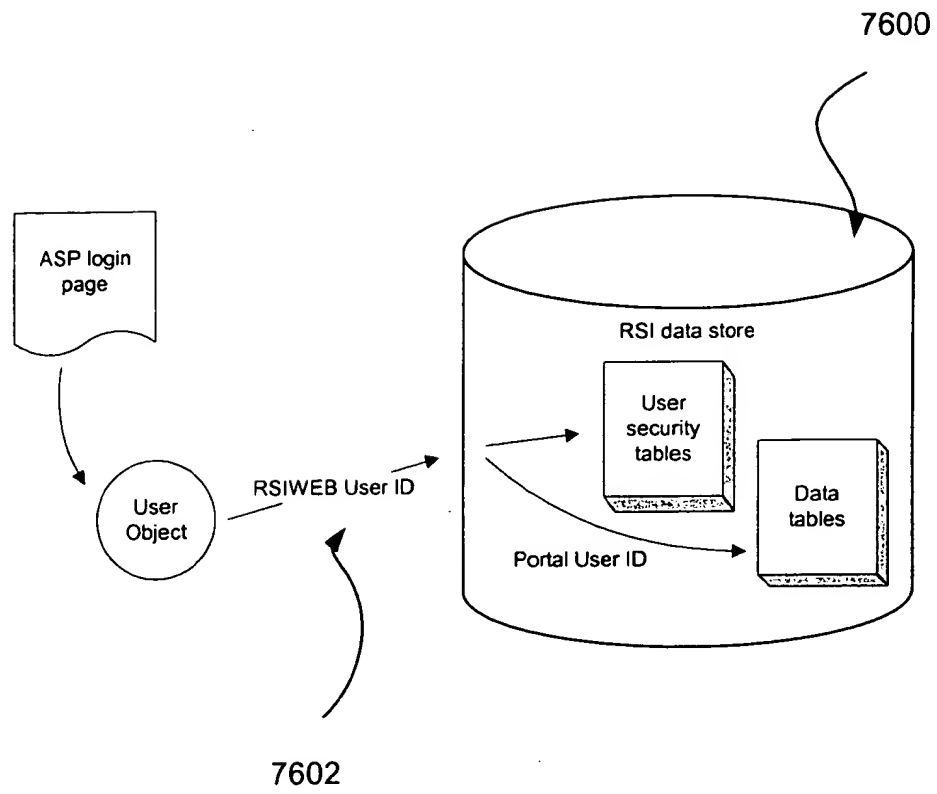 7600
ASP login
page
RSI data store
User
security
tables
RSIWEB User ID
User
Object
Data
tables
Portal User ID
7602